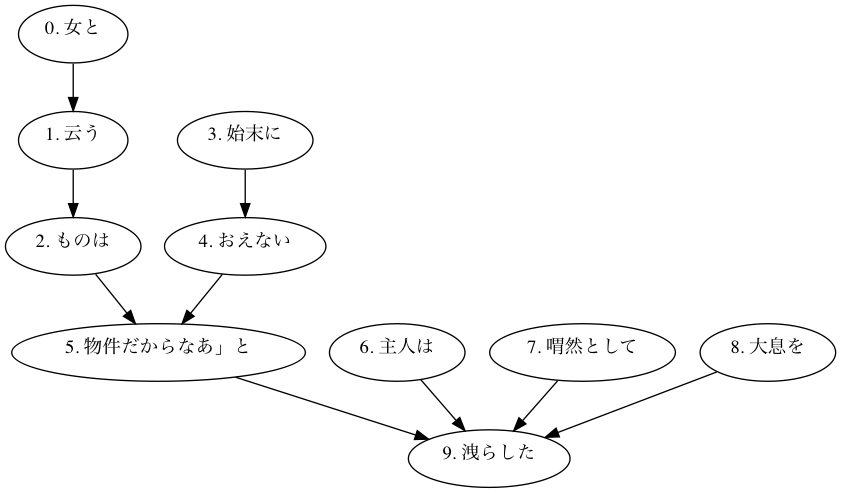 0. 女と
1. 云う
3. 始末に
2. ものは
4. おえない
5. 物件だからなあ」と
6. 主人は
7. 喟然として
8. 大息を
9. 洩らした